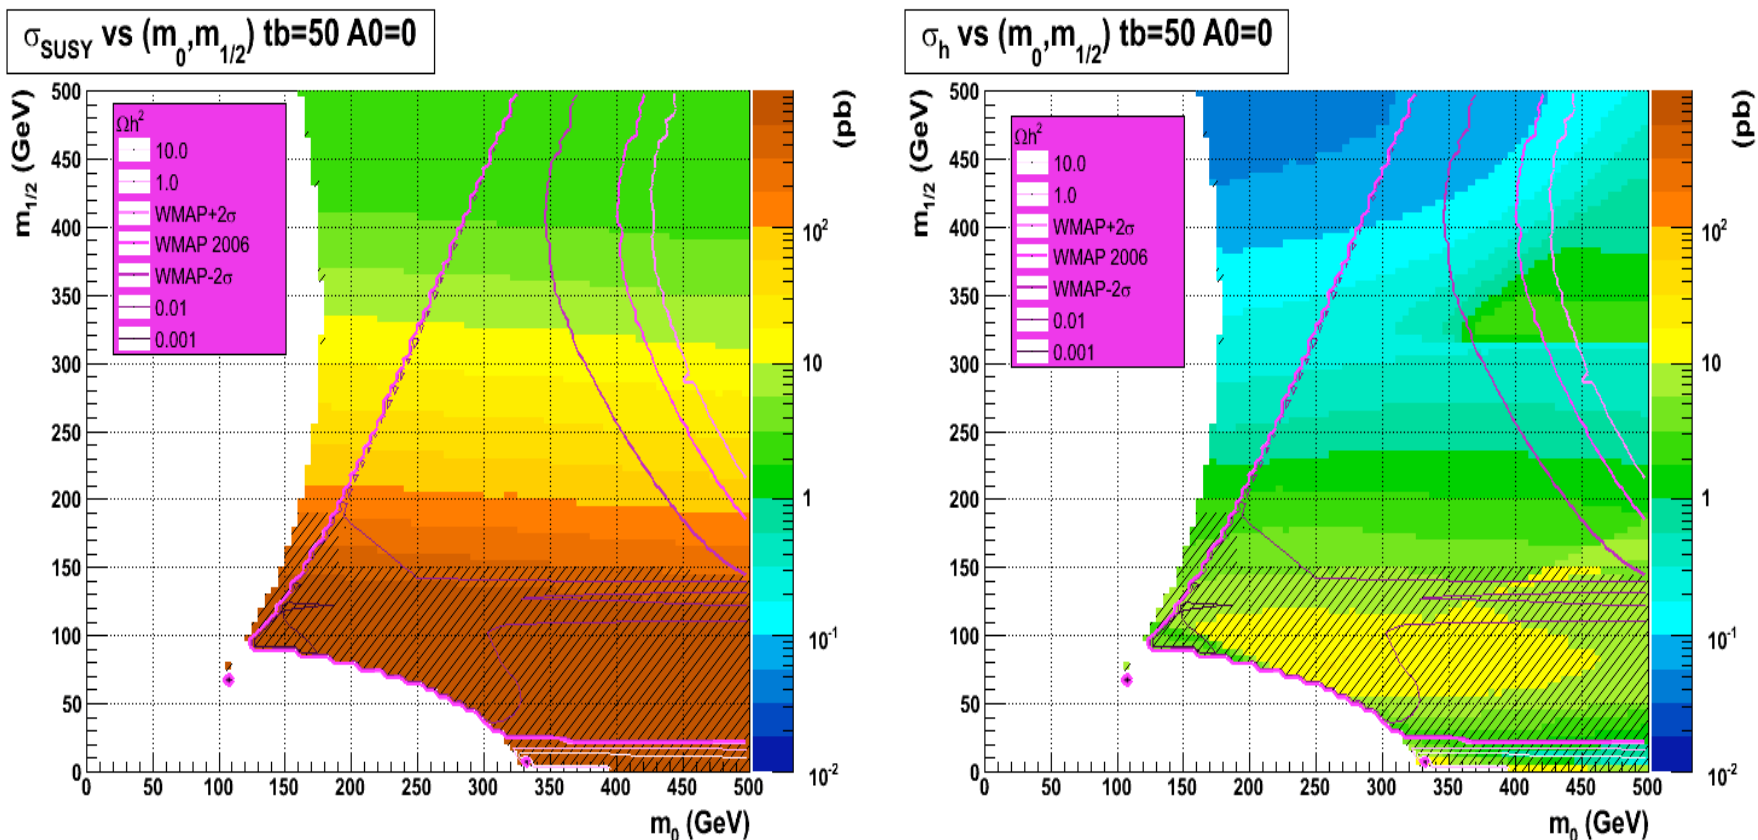 σSUSY vs (m0,m1/2) tb=50 A0=0
m1/2 (GeV)
500
450
400
350
300
250
200
150
100
50
0
Ωh2
10.0
1.0
WMAP+2σ
WMAP 2006
WMAP-2σ
0.01
0.001
0 50 100 150 200 250 300 350 400 450 500
m0 (GeV)
(pb)
10^2
10
1
10^-1
10^-2
σh vs (m0,m1/2) tb=50 A0=0
m1/2 (GeV)
500
450
400
350
300
250
200
150
100
50
0
Ωh2
10.0
1.0
WMAP+2σ
WMAP 2006
WMAP-2σ
0.01
0.001
0 50 100 150 200 250 300 350 400 450 500
m0 (GeV)
(pb)
10^2
10
1
10^-1
10^-2